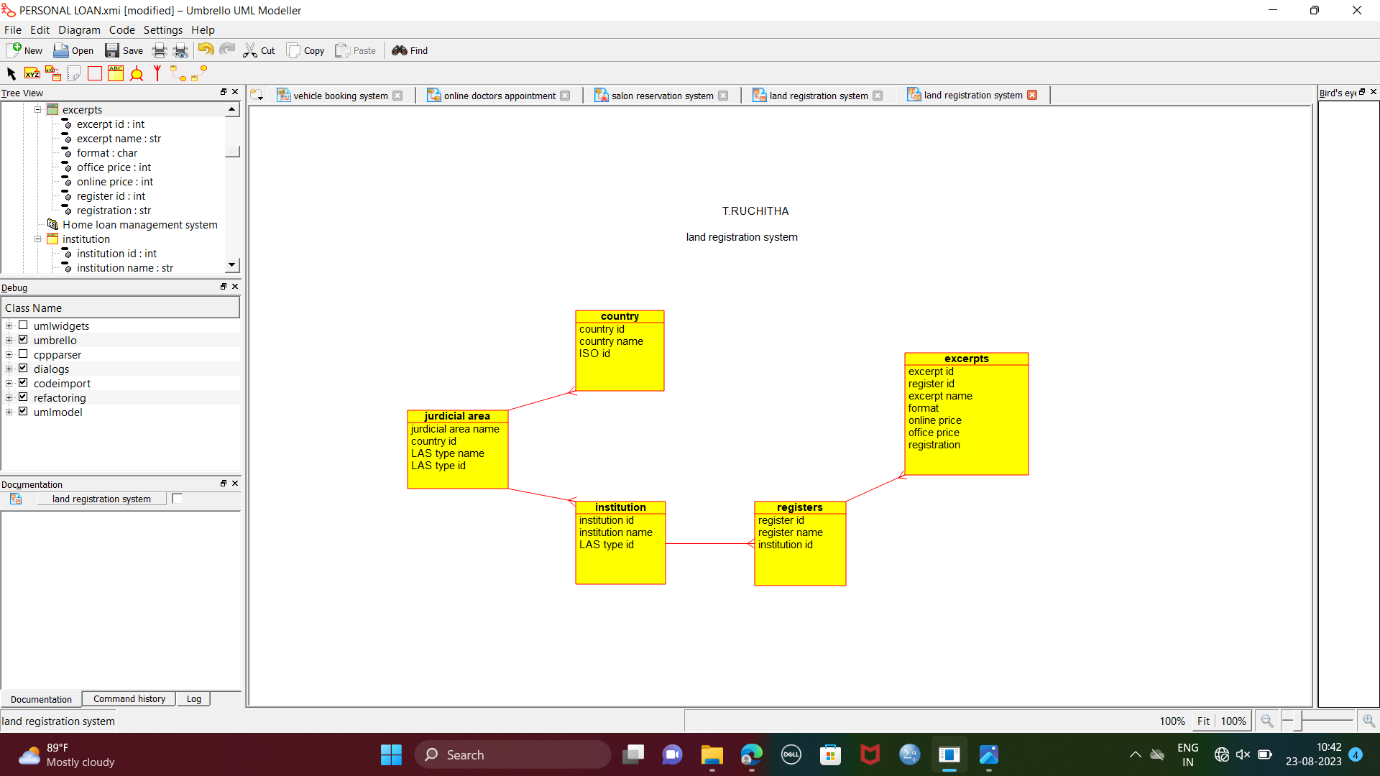 PERSONAL LOAN.xmi [modified] – Umbrello UML Modeller
File Edit Diagram Code Settings Help
New Open Save Cut Copy Paste Find
XYZ ABC
Tree View
vehicle booking system
online doctors appointment
salon reservation system
land registration system
land registration system
Bird's eye
excerpts
excerpt id : int
excerpt name : str
format : char
office price : int
online price : int
register id : int
registration : str
Home loan management system
institution
institution id : int
institution name : str
Debug
Class Name
umlwidgets
umbrello
cppparser
dialogs
codeimport
refactoring
umlmodel
Documentation
land registration system
Documentation Command history Log
T.RUCHITHA
land registration system
country
country id
country name
ISO id
jurdicial area
jurdicial area name
country id
LAS type name
LAS type id
institution
institution id
institution name
LAS type id
registers
register id
register name
institution id
excerpts
excerpt id
register id
excerpt name
format
online price
office price
registration
land registration system
100% Fit 100%
89°F
Mostly cloudy
Search
DELL
ENG
IN
10:42
23-08-2023
4